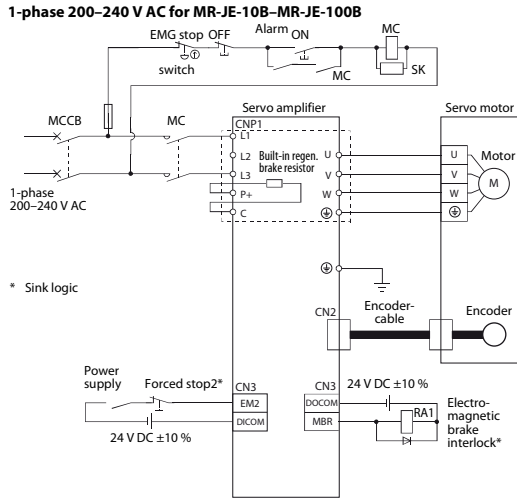 1-phase 200–240 V AC for MR-JE-10B–MR-JE-100B
EMG stop OFF
switch
Alarm
ON
MC
MC
SK
MCCB
MC
1-phase
200–240 V AC
Servo amplifier
CNP1
L1
L2
L3
P+
C
Built-in regen.
brake resistor
U
V
W
Servo motor
U
V
W
Motor
M
* Sink logic
CN2
Encoder-
cable
Encoder
Power
supply
Forced stop2*
24 V DC ±10 %
CN3
EM2
DICOM
CN3
DOCOM
MBR
24 V DC ±10 %
RA1
Electro-
magnetic
brake
interlock*